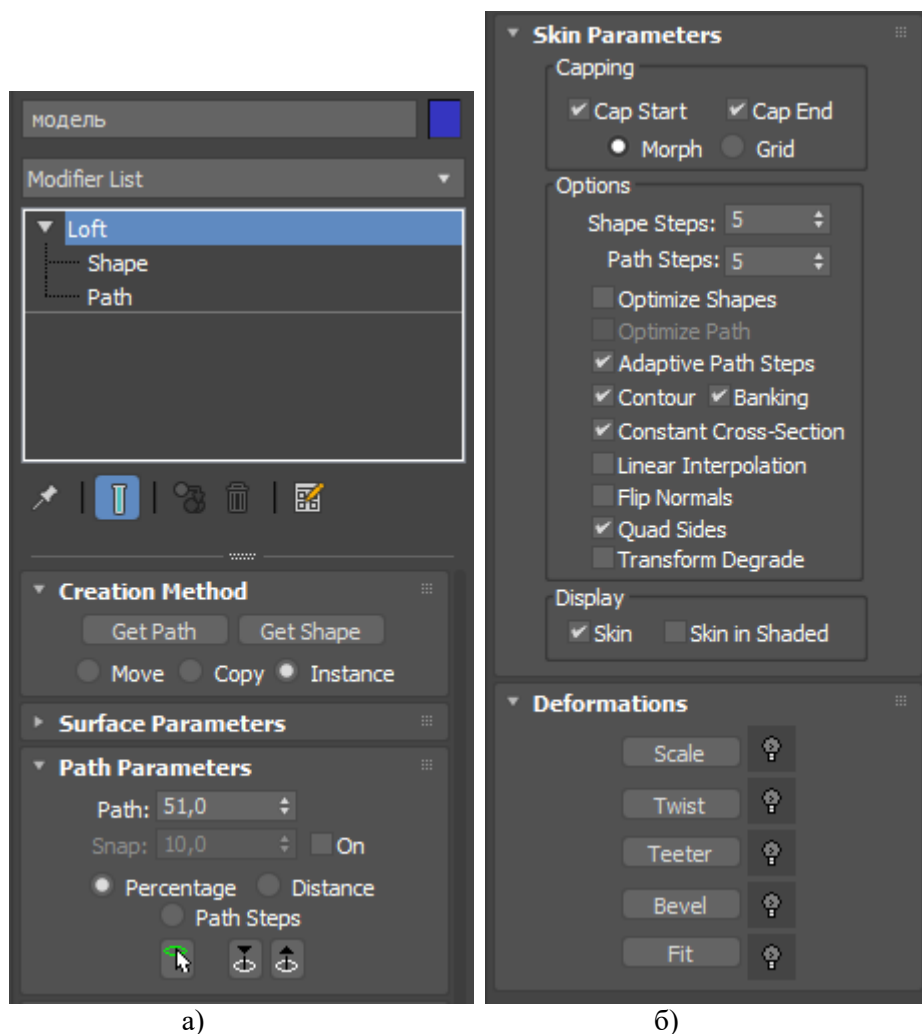 модель
Modifier List
Loft
Shape
Path
Creation Method
Get Path Get Shape
Move Copy Instance
Surface Parameters
Path Parameters
Path: 51,0
Snap: 10,0 On
Percentage Distance
Path Steps
а)
Skin Parameters
Capping
Cap Start Cap End
Morph Grid
Options
Shape Steps: 5
Path Steps: 5
Optimize Shapes
Optimize Path
Adaptive Path Steps
Contour Banking
Constant Cross-Section
Linear Interpolation
Flip Normals
Quad Sides
Transform Degrade
Display
Skin Skin in Shaded
Deformations
Scale
Twist
Teeter
Bevel
Fit
б)